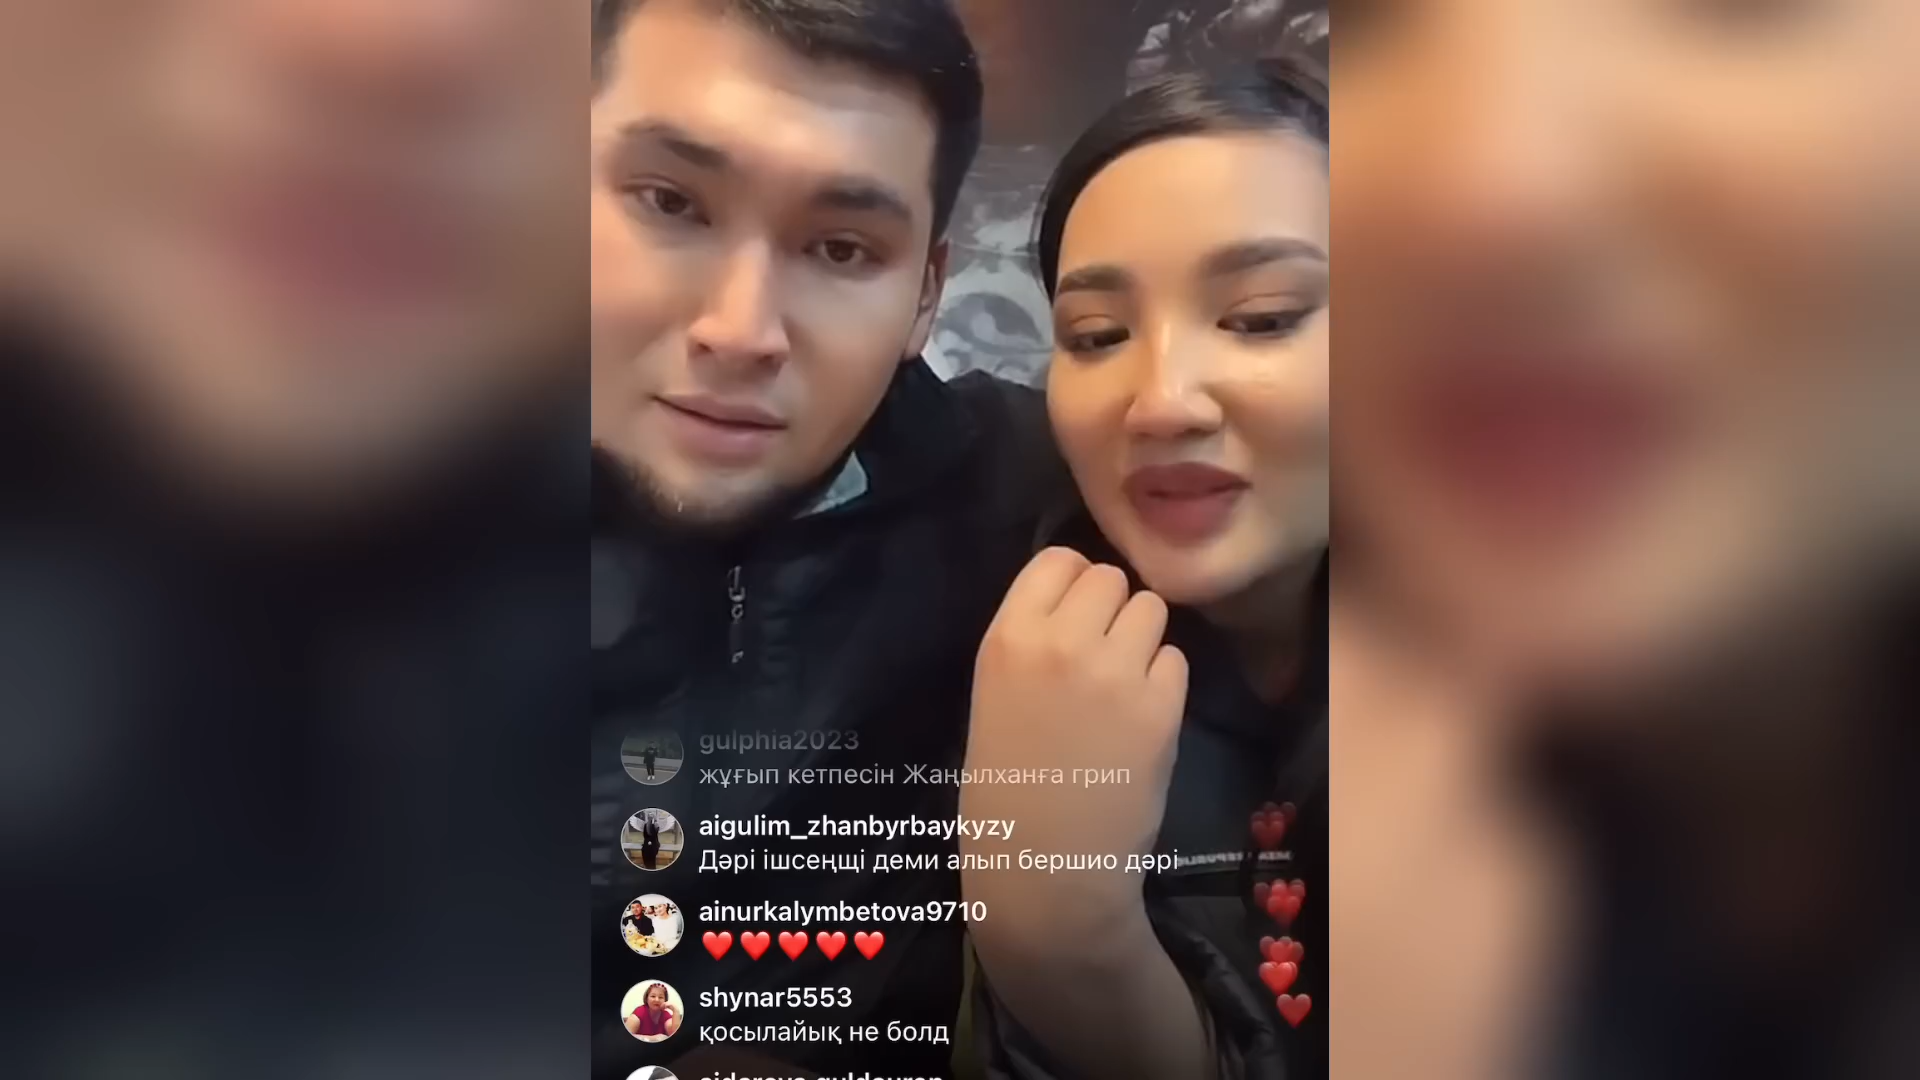 gulphia2023
жұғып кетпесін Жаңылханға грип
aigulim_zhanbyrbaykyzy
Дәрі ішсеңщі деми алып бершио дәрі
ainurkalymbetova9710
❤️❤️❤️❤️❤️
shynar5553
қосылайық не болд